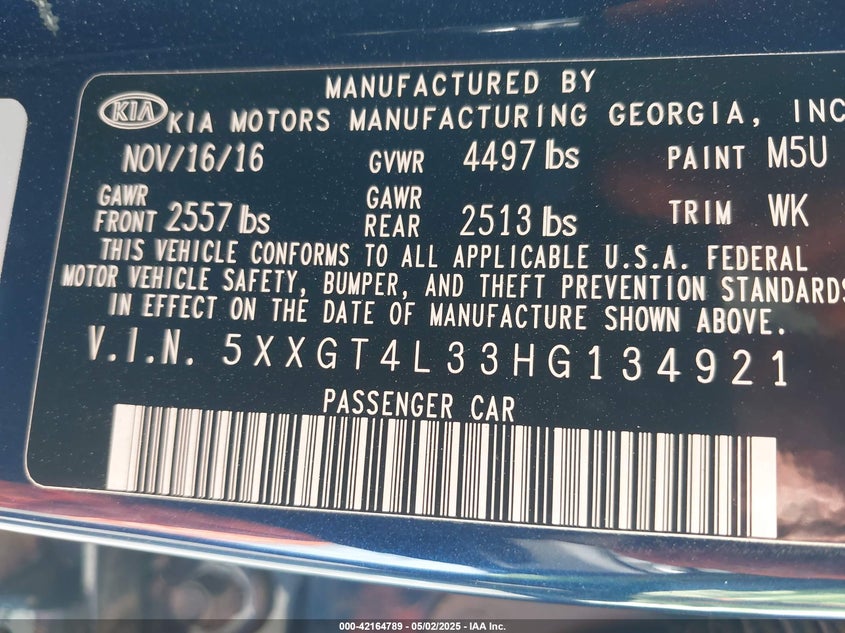 MANUFACTURED BY
KIA KIA MOTORS MANUFACTURING GEORGIA, INC
NOV/16/16 GVWR 4497 lbs PAINT M5U
GAWR FRONT 2557 lbs GAWR REAR 2513 lbs TRIM WK
THIS VEHICLE CONFORMS TO ALL APPLICABLE U.S.A. FEDERAL
MOTOR VEHICLE SAFETY, BUMPER, AND THEFT PREVENTION STANDARDS
IN EFFECT ON THE DATE OF MANUFACTURE SHOWN ABOVE.
V.I.N. 5XXGT4L33HG134921
PASSENGER CAR
000-42164789 - 05/02/2025 - IAA Inc.